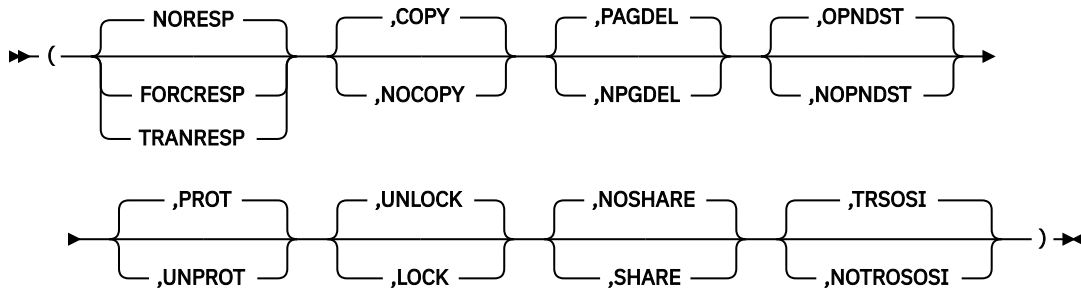 NORESP ,COPY ,PAGDEL ,OPNDST
(
FORCRESP ,NOCOPY ,NPGDEL ,NOPNDST
TRANRESP
,PROT ,UNLOCK ,NOSHARE ,TRSOSI
)
,UNPROT ,LOCK ,SHARE ,NOTROSOSI